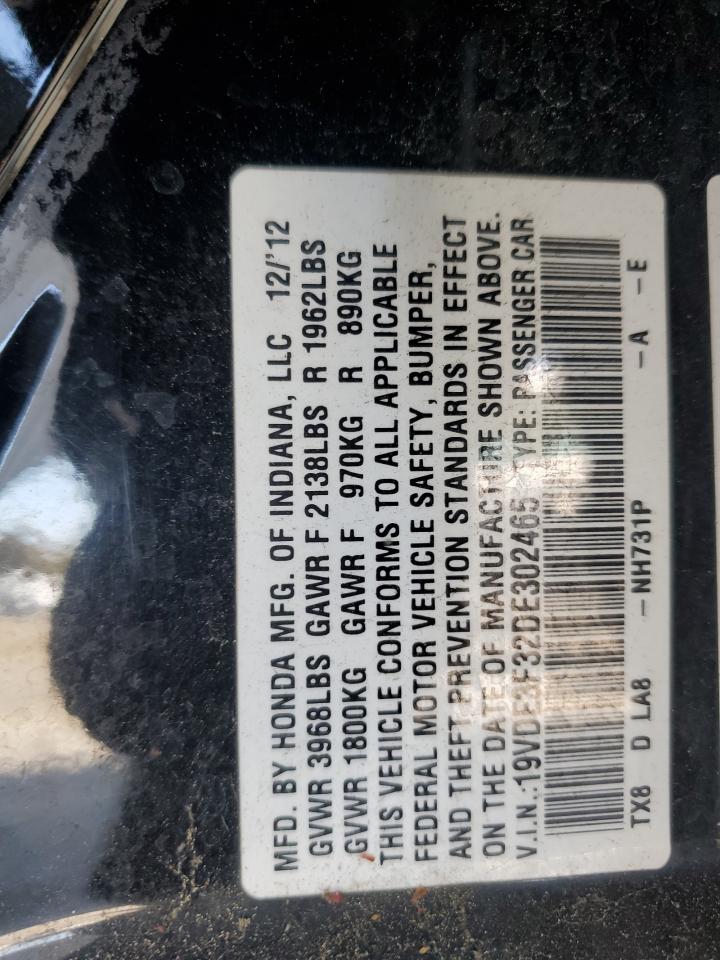 MFD. BY HONDA MFG. OF INDIANA, LLC 12/'12
GVWR 3968LBS GAWR F 2138LBS R 1962LBS
GVWR 1800KG GAWR F 970KG R 890KG
THIS VEHICLE CONFORMS TO ALL APPLICABLE
FEDERAL MOTOR VEHICLE SAFETY, BUMPER,
AND THEFT PREVENTION STANDARDS IN EFFECT
ON THE DATE OF MANUFACTURE SHOWN ABOVE.
V.I.N.:19VDE3F32DE302465 TYPE: PASSENGER CAR
TX8 D LA8 -NH731P -A -E